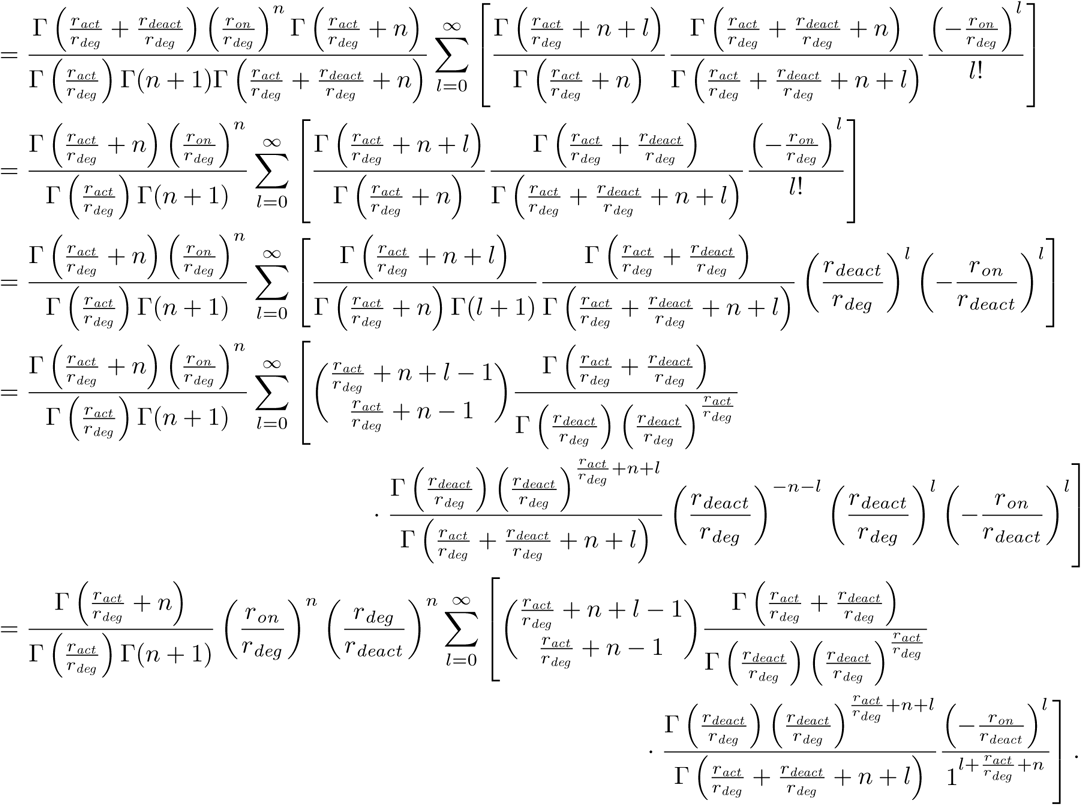 = \frac{\Gamma\left(\frac{r_{act}}{r_{deg}}+\frac{r_{deact}}{r_{deg}}\right)\left(\frac{r_{on}}{r_{deg}}\right)^{n}\Gamma\left(\frac{r_{act}}{r_{deg}}+n\right)}{\Gamma\left(\frac{r_{act}}{r_{deg}}\right)\Gamma(n+1)\Gamma\left(\frac{r_{act}}{r_{deg}}+\frac{r_{deact}}{r_{deg}}+n\right)}\sum_{l=0}^{\infty}\left[\frac{\Gamma\left(\frac{r_{act}}{r_{deg}}+n+l\right)}{\Gamma\left(\frac{r_{act}}{r_{deg}}+n\right)}\frac{\Gamma\left(\frac{r_{act}}{r_{deg}}+\frac{r_{deact}}{r_{deg}}+n\right)}{\Gamma\left(\frac{r_{act}}{r_{deg}}+\frac{r_{deact}}{r_{deg}}+n+l\right)}\frac{\left(-\frac{r_{on}}{r_{deg}}\right)^{l}}{l!}\right]
= \frac{\Gamma\left(\frac{r_{act}}{r_{deg}}+n\right)\left(\frac{r_{on}}{r_{deg}}\right)^{n}}{\Gamma\left(\frac{r_{act}}{r_{deg}}\right)\Gamma(n+1)}\sum_{l=0}^{\infty}\left[\frac{\Gamma\left(\frac{r_{act}}{r_{deg}}+n+l\right)}{\Gamma\left(\frac{r_{act}}{r_{deg}}+n\right)}\frac{\Gamma\left(\frac{r_{act}}{r_{deg}}+\frac{r_{deact}}{r_{deg}}\right)}{\Gamma\left(\frac{r_{act}}{r_{deg}}+\frac{r_{deact}}{r_{deg}}+n+l\right)}\frac{\left(-\frac{r_{on}}{r_{deg}}\right)^{l}}{l!}\right]
= \frac{\Gamma\left(\frac{r_{act}}{r_{deg}}+n\right)\left(\frac{r_{on}}{r_{deg}}\right)^{n}}{\Gamma\left(\frac{r_{act}}{r_{deg}}\right)\Gamma(n+1)}\sum_{l=0}^{\infty}\left[\frac{\Gamma\left(\frac{r_{act}}{r_{deg}}+n+l\right)}{\Gamma\left(\frac{r_{act}}{r_{deg}}+n\right)\Gamma(l+1)}\frac{\Gamma\left(\frac{r_{act}}{r_{deg}}+\frac{r_{deact}}{r_{deg}}\right)}{\Gamma\left(\frac{r_{act}}{r_{deg}}+\frac{r_{deact}}{r_{deg}}+n+l\right)}\left(\frac{r_{deact}}{r_{deg}}\right)^{l}\left(-\frac{r_{on}}{r_{deact}}\right)^{l}\right]
= \frac{\Gamma\left(\frac{r_{act}}{r_{deg}}+n\right)\left(\frac{r_{on}}{r_{deg}}\right)^{n}}{\Gamma\left(\frac{r_{act}}{r_{deg}}\right)\Gamma(n+1)}\sum_{l=0}^{\infty}\left[\binom{\frac{r_{act}}{r_{deg}}+n+l-1}{\frac{r_{act}}{r_{deg}}+n-1}\frac{\Gamma\left(\frac{r_{act}}{r_{deg}}+\frac{r_{deact}}{r_{deg}}\right)}{\Gamma\left(\frac{r_{deact}}{r_{deg}}\right)\left(\frac{r_{deact}}{r_{deg}}\right)^{\frac{r_{act}}{r_{deg}}}}\right.
\left.\cdot\frac{\Gamma\left(\frac{r_{deact}}{r_{deg}}\right)\left(\frac{r_{deact}}{r_{deg}}\right)^{\frac{r_{act}}{r_{deg}}+n+l}}{\Gamma\left(\frac{r_{act}}{r_{deg}}+\frac{r_{deact}}{r_{deg}}+n+l\right)}\left(\frac{r_{deact}}{r_{deg}}\right)^{-n-l}\left(\frac{r_{deact}}{r_{deg}}\right)^{l}\left(-\frac{r_{on}}{r_{deact}}\right)^{l}\right]
= \frac{\Gamma\left(\frac{r_{act}}{r_{deg}}+n\right)}{\Gamma\left(\frac{r_{act}}{r_{deg}}\right)\Gamma(n+1)}\left(\frac{r_{on}}{r_{deg}}\right)^{n}\left(\frac{r_{deg}}{r_{deact}}\right)^{n}\sum_{l=0}^{\infty}\left[\binom{\frac{r_{act}}{r_{deg}}+n+l-1}{\frac{r_{act}}{r_{deg}}+n-1}\frac{\Gamma\left(\frac{r_{act}}{r_{deg}}+\frac{r_{deact}}{r_{deg}}\right)}{\Gamma\left(\frac{r_{deact}}{r_{deg}}\right)\left(\frac{r_{deact}}{r_{deg}}\right)^{\frac{r_{act}}{r_{deg}}}}\right.
\left.\cdot\frac{\Gamma\left(\frac{r_{deact}}{r_{deg}}\right)\left(\frac{r_{deact}}{r_{deg}}\right)^{\frac{r_{act}}{r_{deg}}+n+l}}{\Gamma\left(\frac{r_{act}}{r_{deg}}+\frac{r_{deact}}{r_{deg}}+n+l\right)}\frac{\left(-\frac{r_{on}}{r_{deact}}\right)^{l}}{1^{l+\frac{r_{act}}{r_{deg}}+n}}\right].